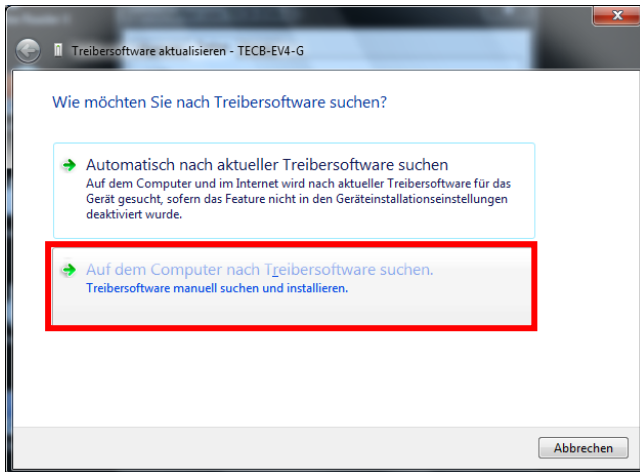 Treibersoftware aktualisieren - TECB-EV4-G
Wie möchten Sie nach Treibersoftware suchen?
Automatisch nach aktueller Treibersoftware suchen
Auf dem Computer und im Internet wird nach aktueller Treibersoftware für das
Gerät gesucht, sofern das Feature nicht in den Geräteinstallationseinstellungen
deaktiviert wurde.
Auf dem Computer nach Treibersoftware suchen.
Treibersoftware manuell suchen und installieren.
Abbrechen